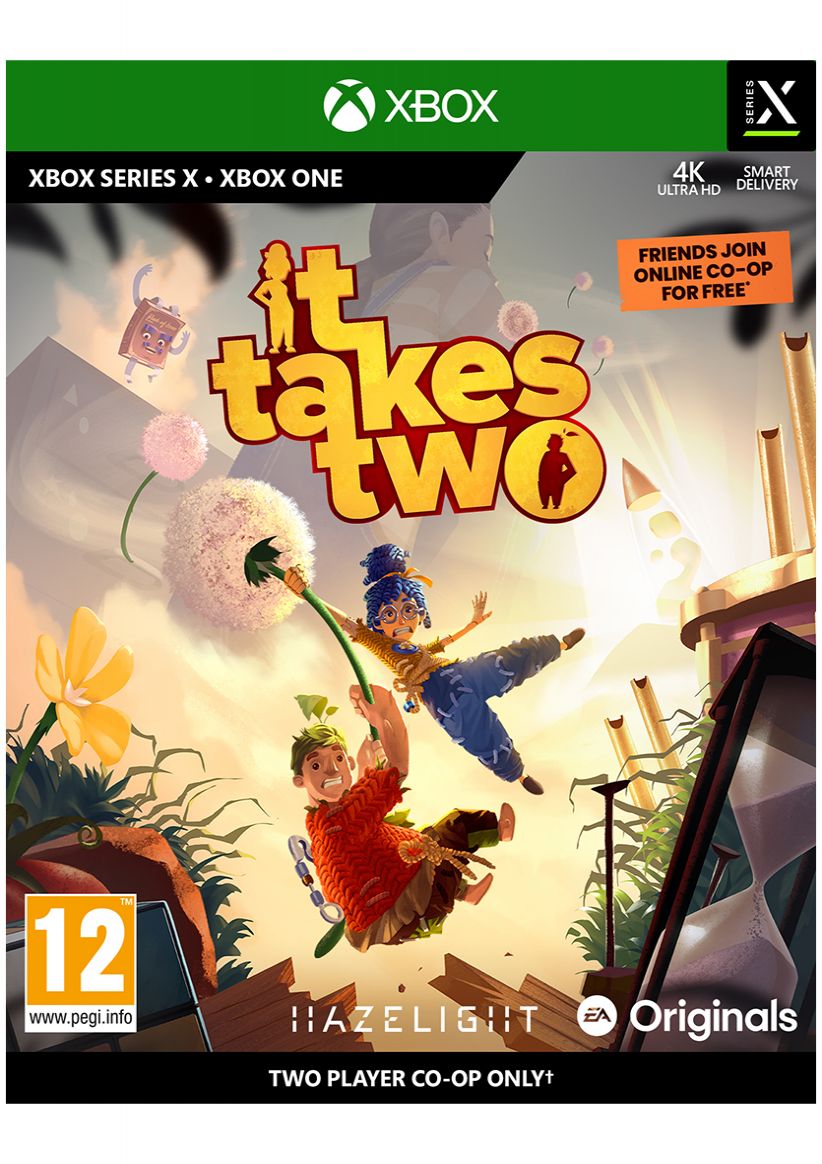 XBOX
SERIES X
XBOX SERIES X • XBOX ONE
4K
ULTRA HD
SMART
DELIVERY
FRIENDS JOIN
ONLINE CO-OP
FOR FREE*
it
takes
two
12
TM
www.pegi.info
HAZELIGHT
EA Originals
TWO PLAYER CO-OP ONLY†